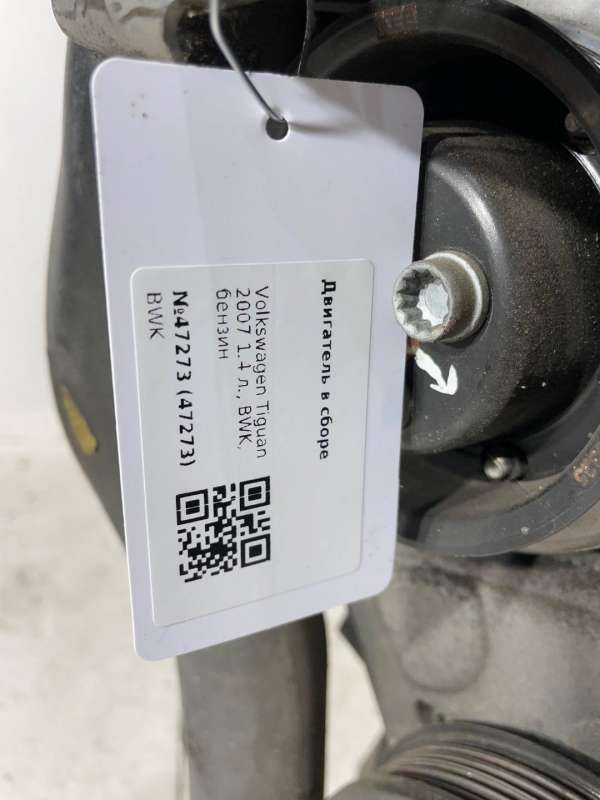 Двигатель в сборе
Volkswagen Tiguan
2007 1.4 л., BWK,
бензин
№47273 (47273)
BWK